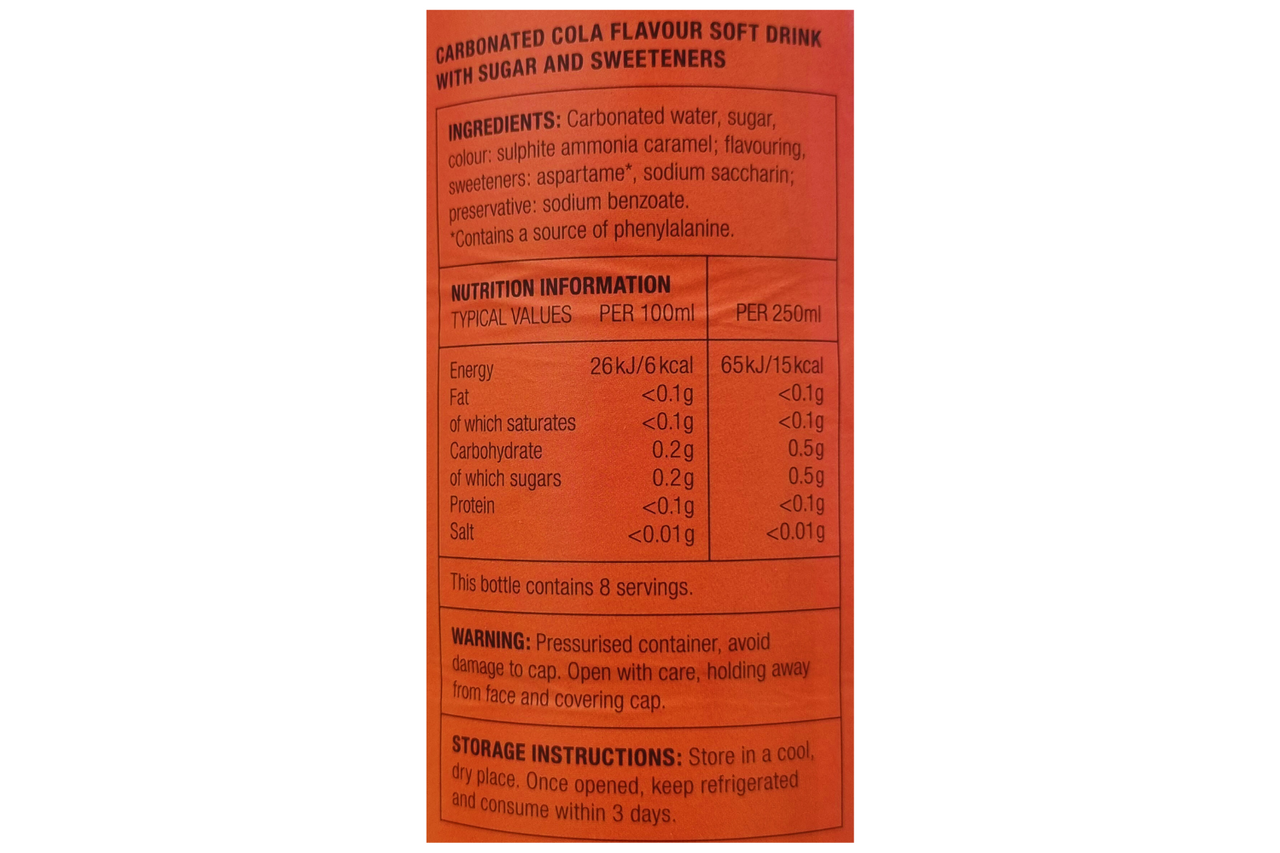 CARBONATED COLA FLAVOUR SOFT DRINK
WITH SUGAR AND SWEETENERS
INGREDIENTS: Carbonated water, sugar,
colour: sulphite ammonia caramel; flavouring,
sweeteners: aspartame*, sodium saccharin;
preservative: sodium benzoate.
*Contains a source of phenylalanine.
NUTRITION INFORMATION
TYPICAL VALUES PER 100ml PER 250ml
Energy 26kJ/6kcal 65kJ/15kcal
Fat <0.1g <0.1g
of which saturates <0.1g <0.1g
Carbohydrate 0.2g 0.5g
of which sugars 0.2g 0.5g
Protein <0.1g <0.1g
Salt <0.01g <0.01g
This bottle contains 8 servings.
WARNING: Pressurised container, avoid
damage to cap. Open with care, holding away
from face and covering cap.
STORAGE INSTRUCTIONS: Store in a cool,
dry place. Once opened, keep refrigerated
and consume within 3 days.